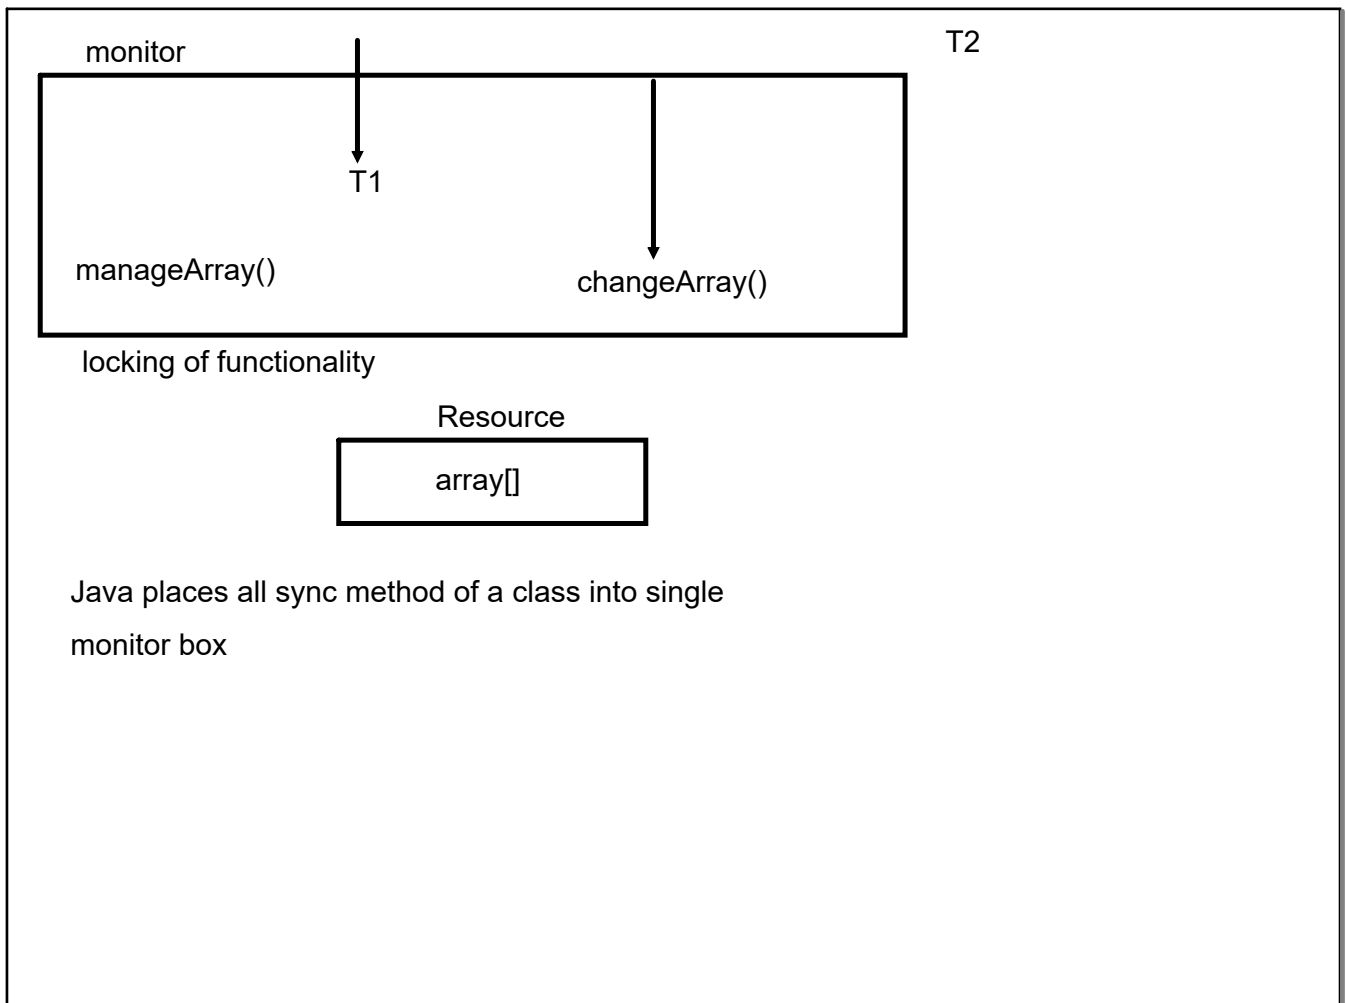 monitor
T2
T1
manageArray()
changeArray()
locking of functionality
Resource
array[]
Java places all sync method of a class into single
monitor box